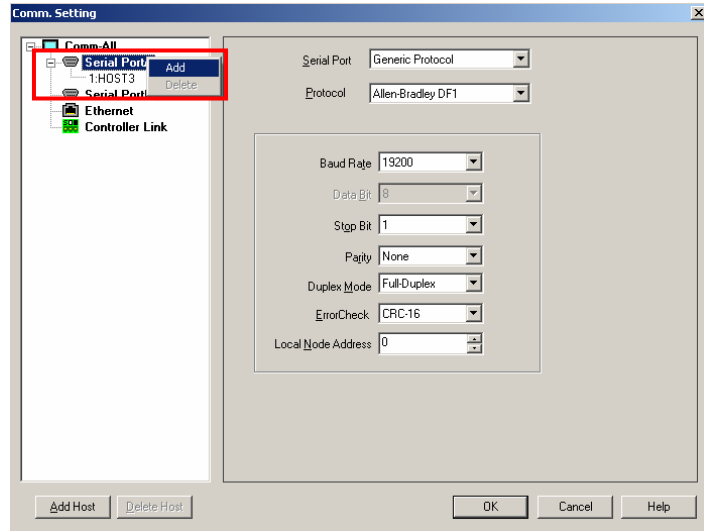 Comm. Setting
Comm-All
Serial Port
Add
1:HOST3
Delete
Serial Port
Ethernet
Controller Link
Serial Port Generic Protocol
Protocol Allen-Bradley DF1
Baud Rate 19200
Data Bit 8
Stop Bit 1
Parity None
Duplex Mode Full-Duplex
ErrorCheck CRC-16
Local Node Address 0
Add Host Delete Host OK Cancel Help